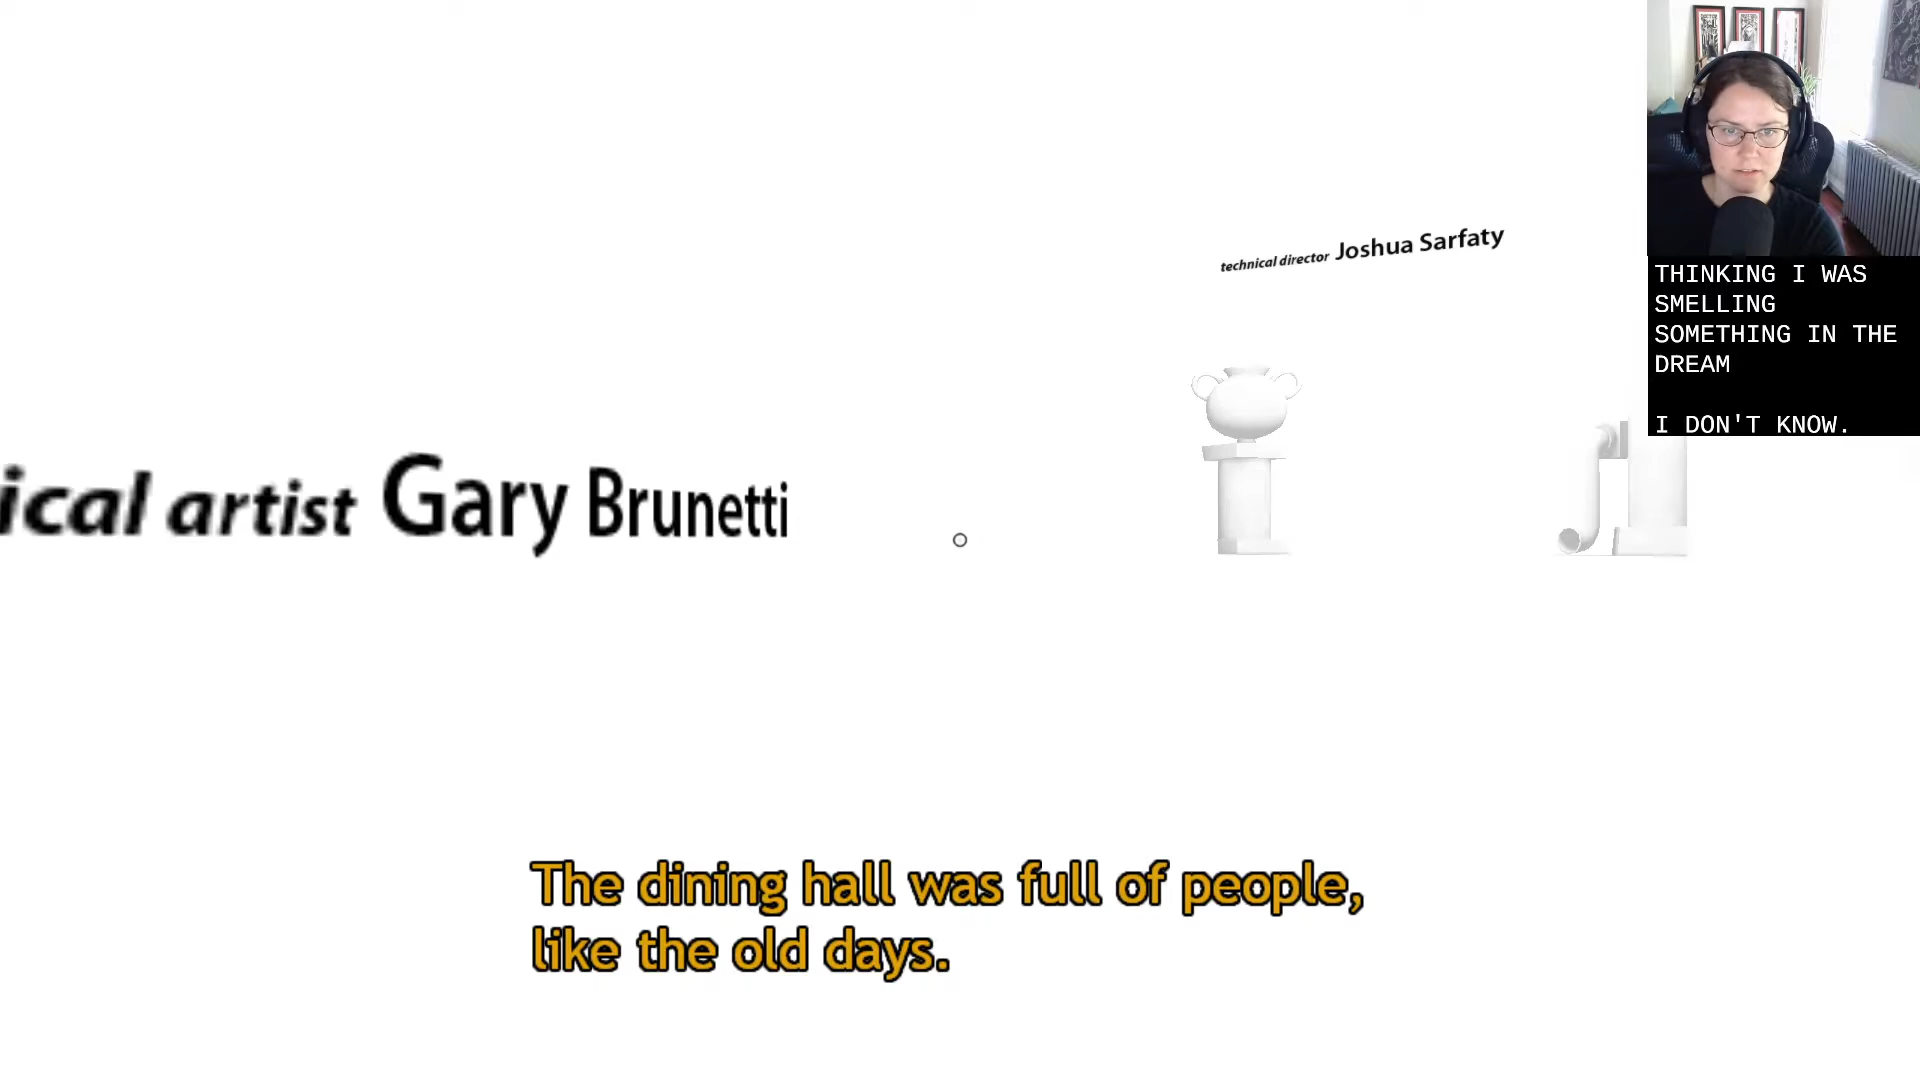 technical director Joshua Sarfaty
ical artist Gary Brunetti
The dining hall was full of people,
like the old days.
THINKING I WAS
SMELLING
SOMETHING IN THE
DREAM
I DON'T KNOW.